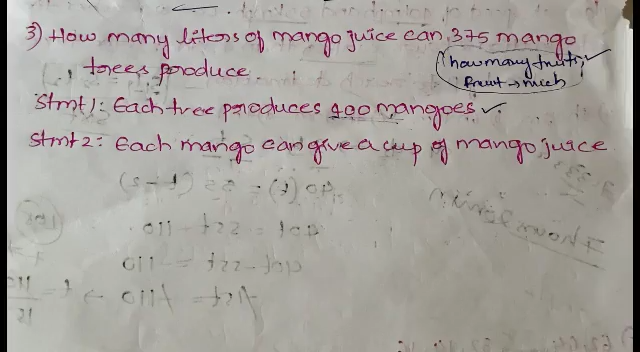 3) How many liters of mango juice can 375 mango
trees produce
(how many fruits
fruit → much
Stmt 1: Each tree produces 400 mangoes ✓
Stmt 2: Each mango can give a cup of mango juice